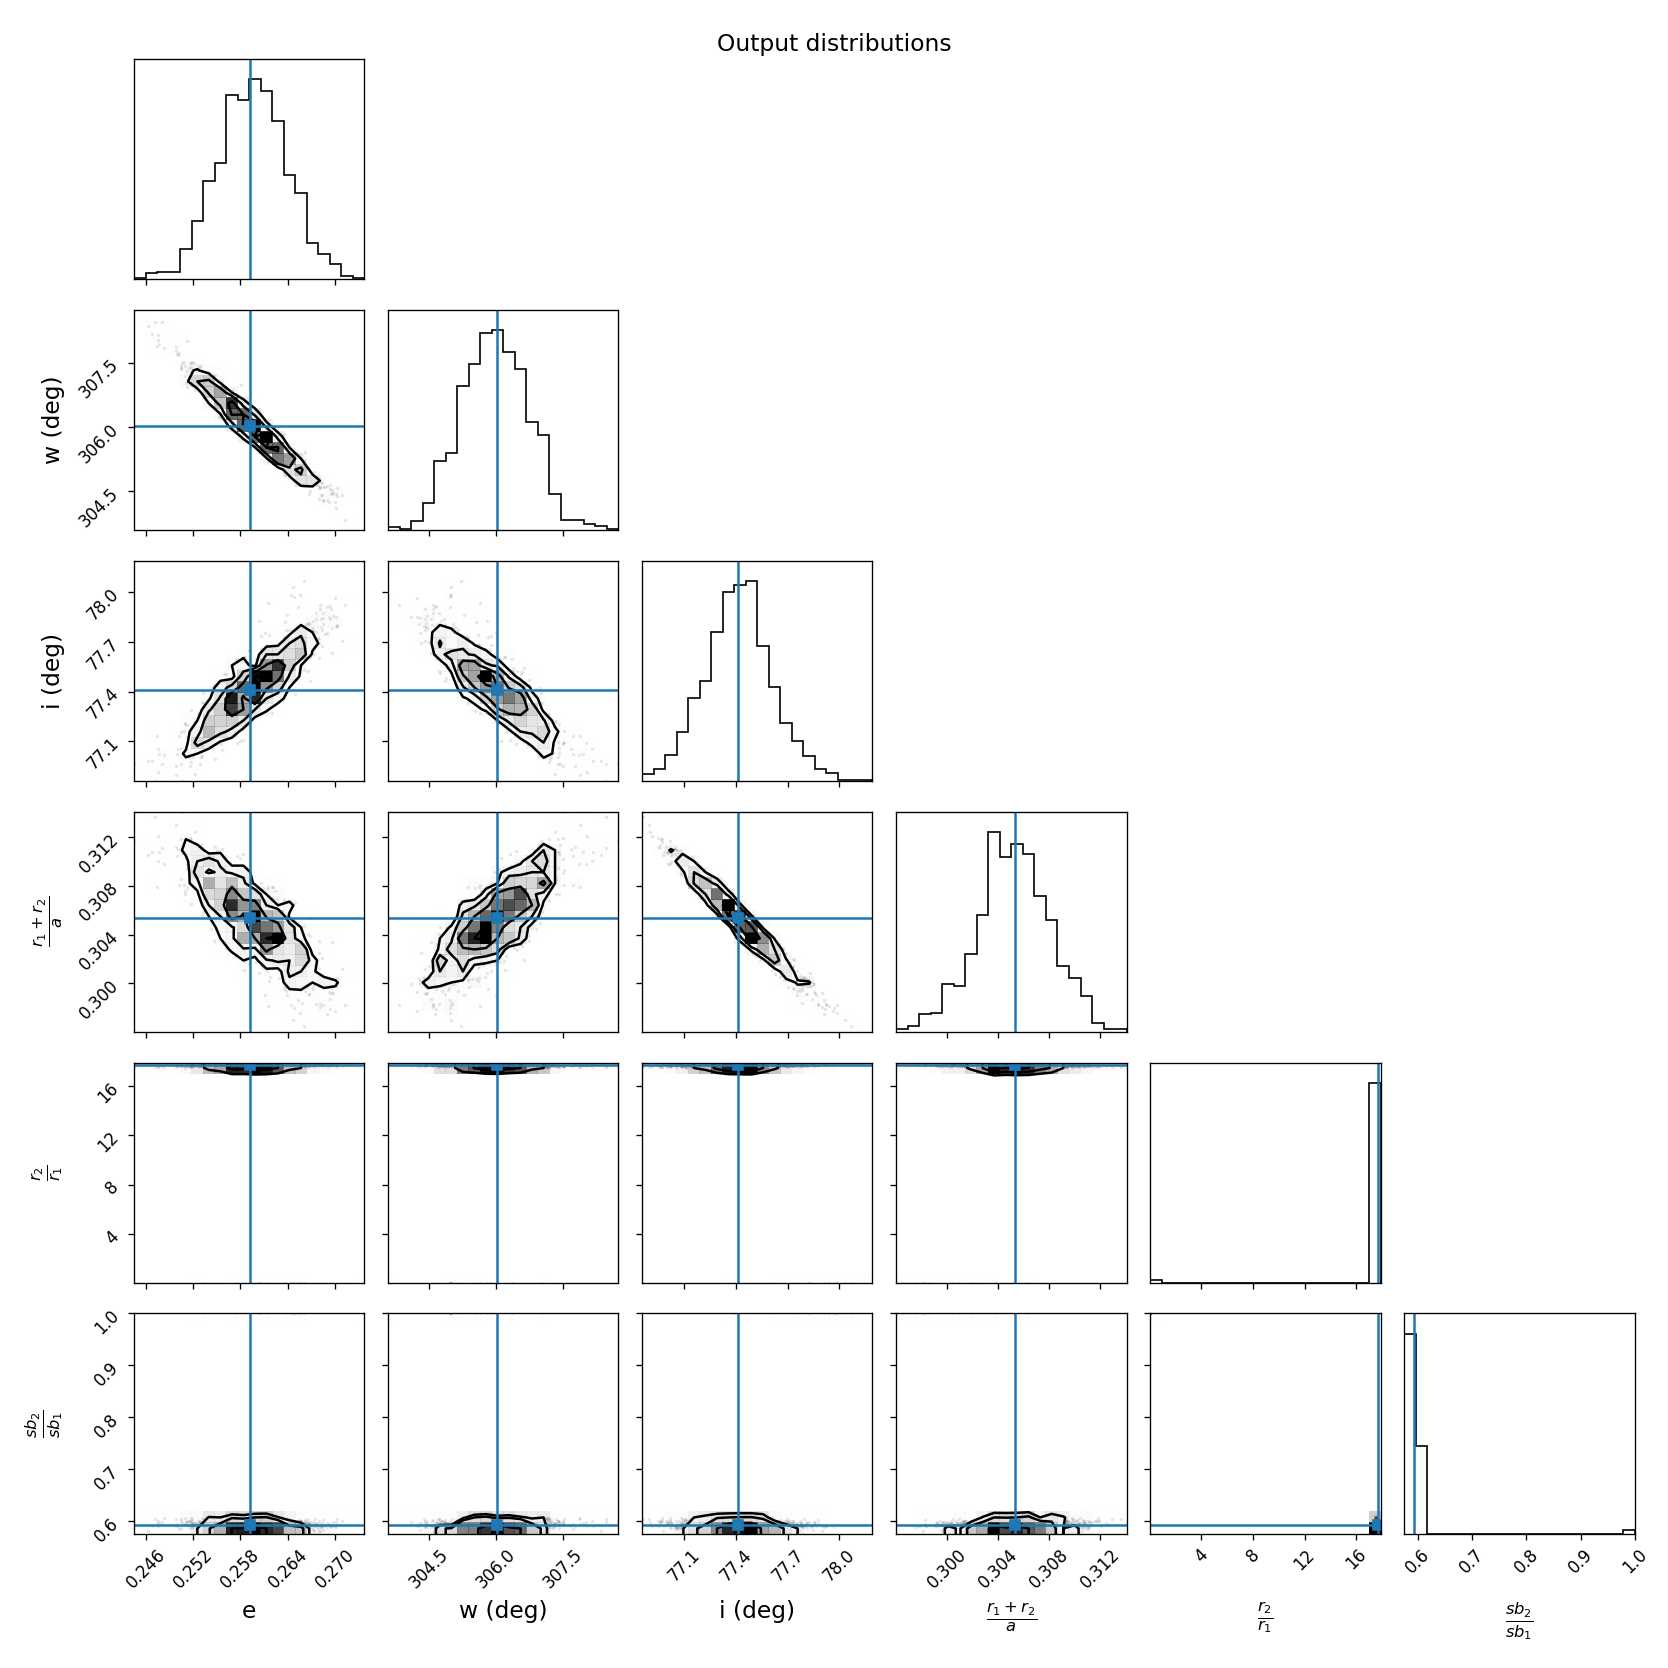 Output distributions
w (deg)
307.5
306.0
304.5
i (deg)
78.0
77.7
77.4
77.1
r1 + r2
a
0.312
0.308
0.304
0.300
r2
r1
16
12
8
4
sb2
sb1
1.0
0.9
0.8
0.7
0.6
0.246 0.252 0.258 0.264 0.270 304.5 306.0 307.5 77.1 77.4 77.7 78.0 0.300 0.304 0.308 0.312 4 8 12 16 0.6 0.7 0.8 0.9 1.0
e w (deg) i (deg) r1 + r2 r2 sb2
a r1 sb1